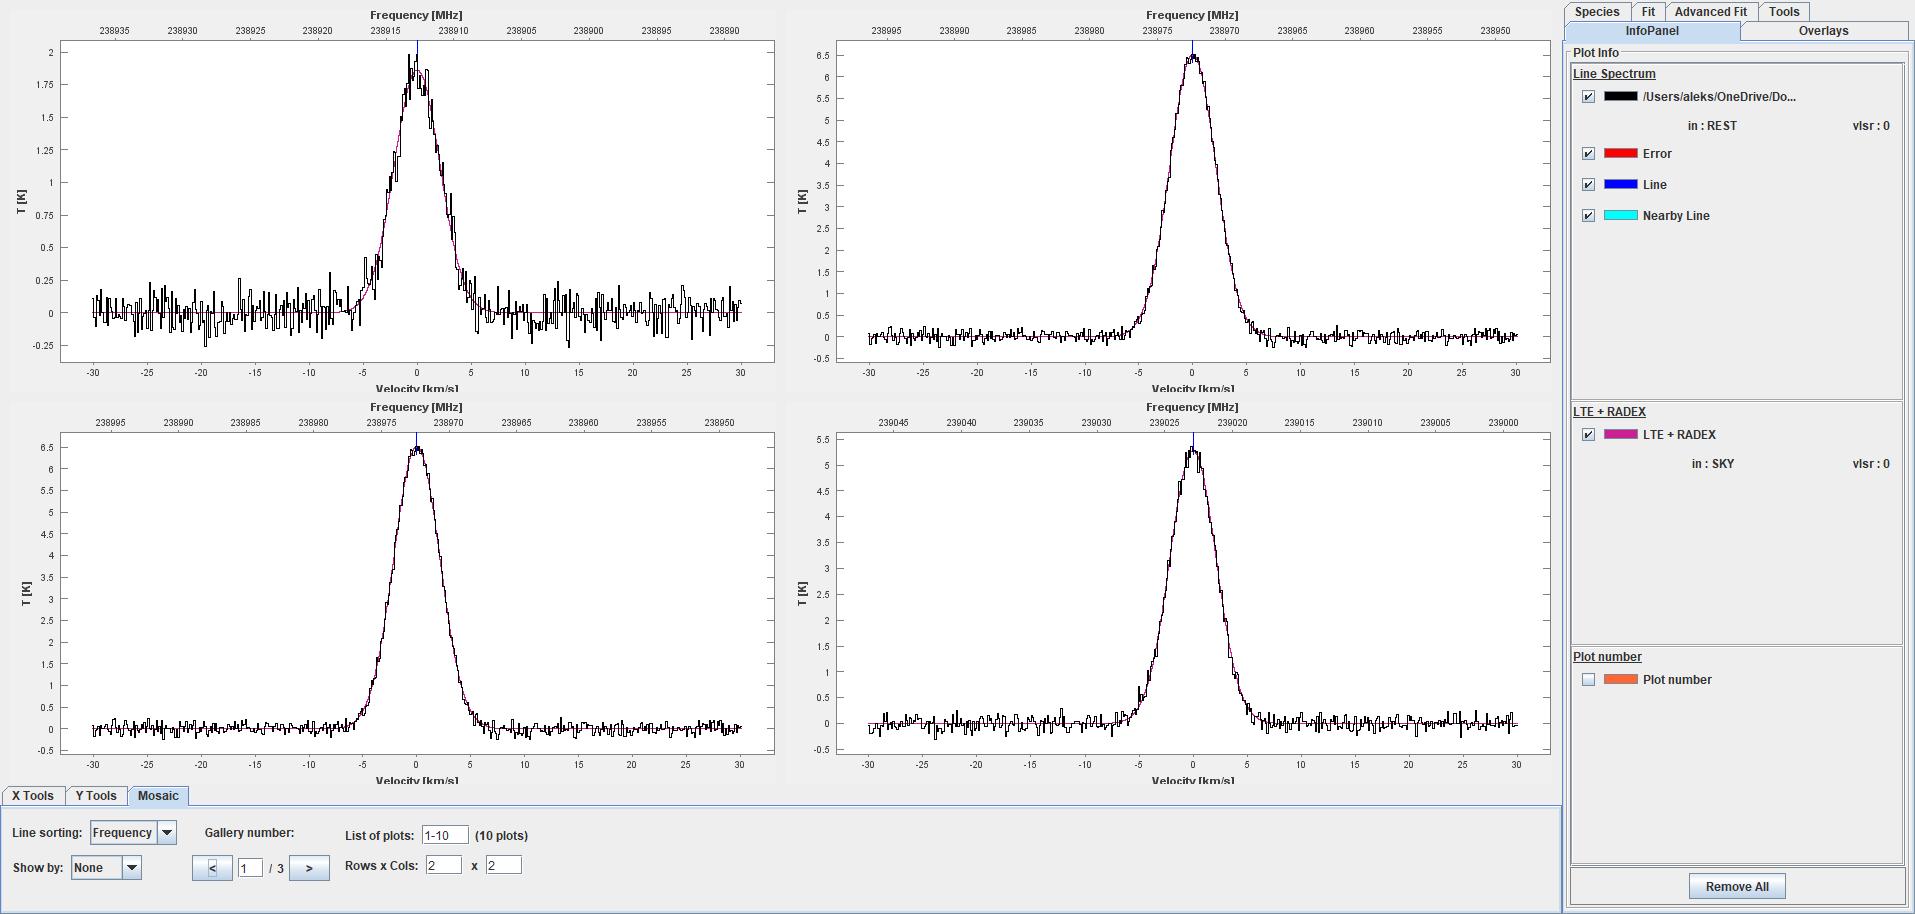 Frequency [MHz]
238935 238930 238925 238920 238915 238910 238905 238900 238895 238890
2
1.75
1.5
1.25
1
0.75
0.5
0.25
0
-0.25
T [K]
-30 -25 -20 -15 -10 -5 0 5 10 15 20 25 30
Velocity [km/s]
Frequency [MHz]
238995 238990 238985 238980 238975 238970 238965 238960 238955 238950
6.5
6
5.5
5
4.5
4
3.5
3
2.5
2
1.5
1
0.5
0
-0.5
T [K]
-30 -25 -20 -15 -10 -5 0 5 10 15 20 25 30
Velocity [km/s]
Frequency [MHz]
238995 238990 238985 238980 238975 238970 238965 238960 238955 238950
6.5
6
5.5
5
4.5
4
3.5
3
2.5
2
1.5
1
0.5
0
-0.5
T [K]
-30 -25 -20 -15 -10 -5 0 5 10 15 20 25 30
Velocity [km/s]
Frequency [MHz]
239045 239040 239035 239030 239025 239020 239015 239010 239005 239000
5.5
5
4.5
4
3.5
3
2.5
2
1.5
1
0.5
0
-0.5
T [K]
-30 -25 -20 -15 -10 -5 0 5 10 15 20 25 30
Velocity [km/s]
X Tools Y Tools Mosaic
Line sorting: Frequency
Show by: None
Gallery number:
< 1 / 3 >
List of plots: 1-10 (10 plots)
Rows x Cols: 2 x 2
Species Fit Advanced Fit Tools
InfoPanel Overlays
Plot Info
Line Spectrum
/Users/aleks/OneDrive/Do...
in : REST vlsr : 0
Error
Line
Nearby Line
LTE + RADEX
LTE + RADEX
in : SKY vlsr : 0
Plot number
Plot number
Remove All